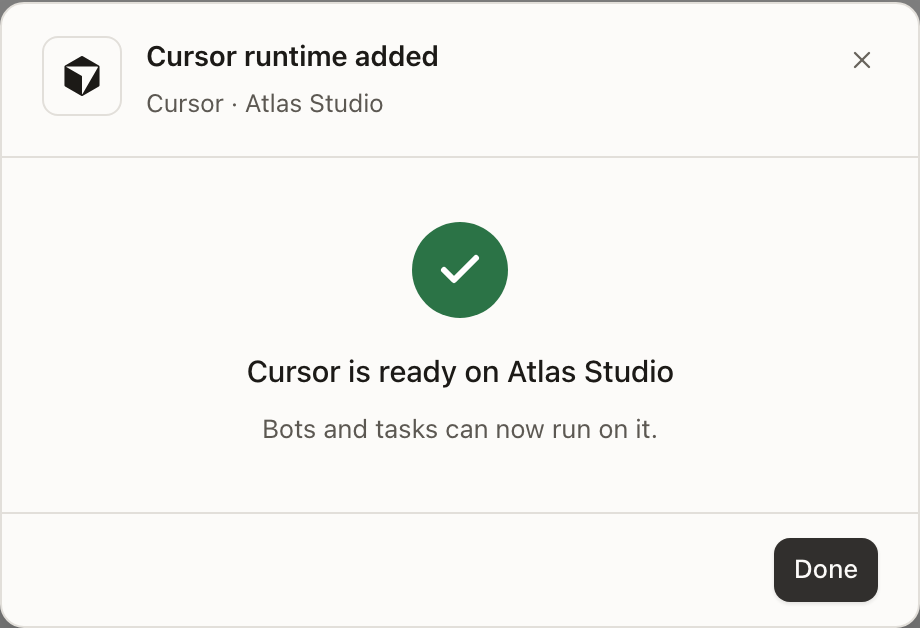 Cursor runtime added
Cursor · Atlas Studio
Cursor is ready on Atlas Studio
Bots and tasks can now run on it.
Done